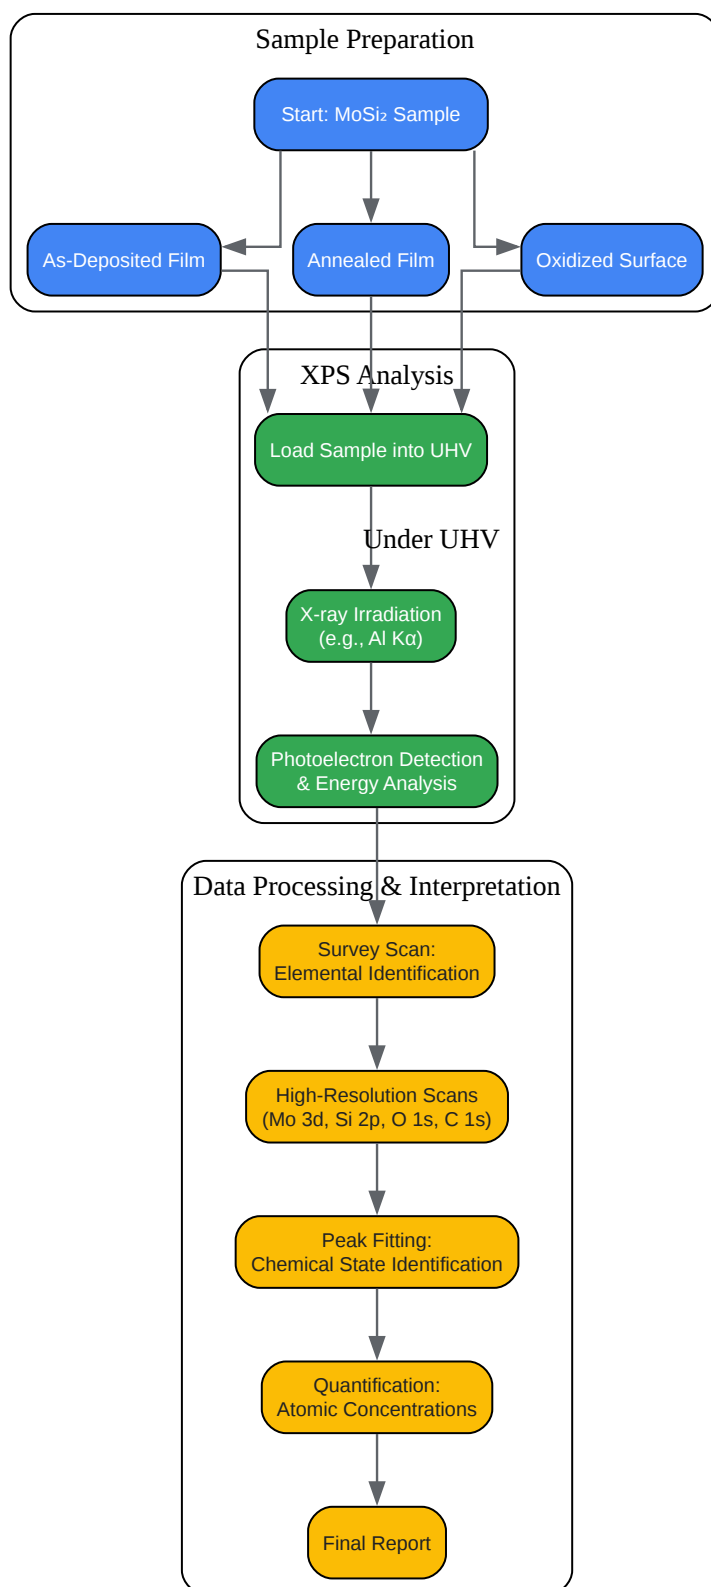 Sample Preparation
Start: MoSi₂ Sample
As-Deposited Film
Annealed Film
Oxidized Surface
XPS Analysis
Load Sample into UHV
Under UHV
X-ray Irradiation
(e.g., Al Kα)
Photoelectron Detection
& Energy Analysis
Data Processing & Interpretation
Survey Scan:
Elemental Identification
High-Resolution Scans
(Mo 3d, Si 2p, O 1s, C 1s)
Peak Fitting:
Chemical State Identification
Quantification:
Atomic Concentrations
Final Report